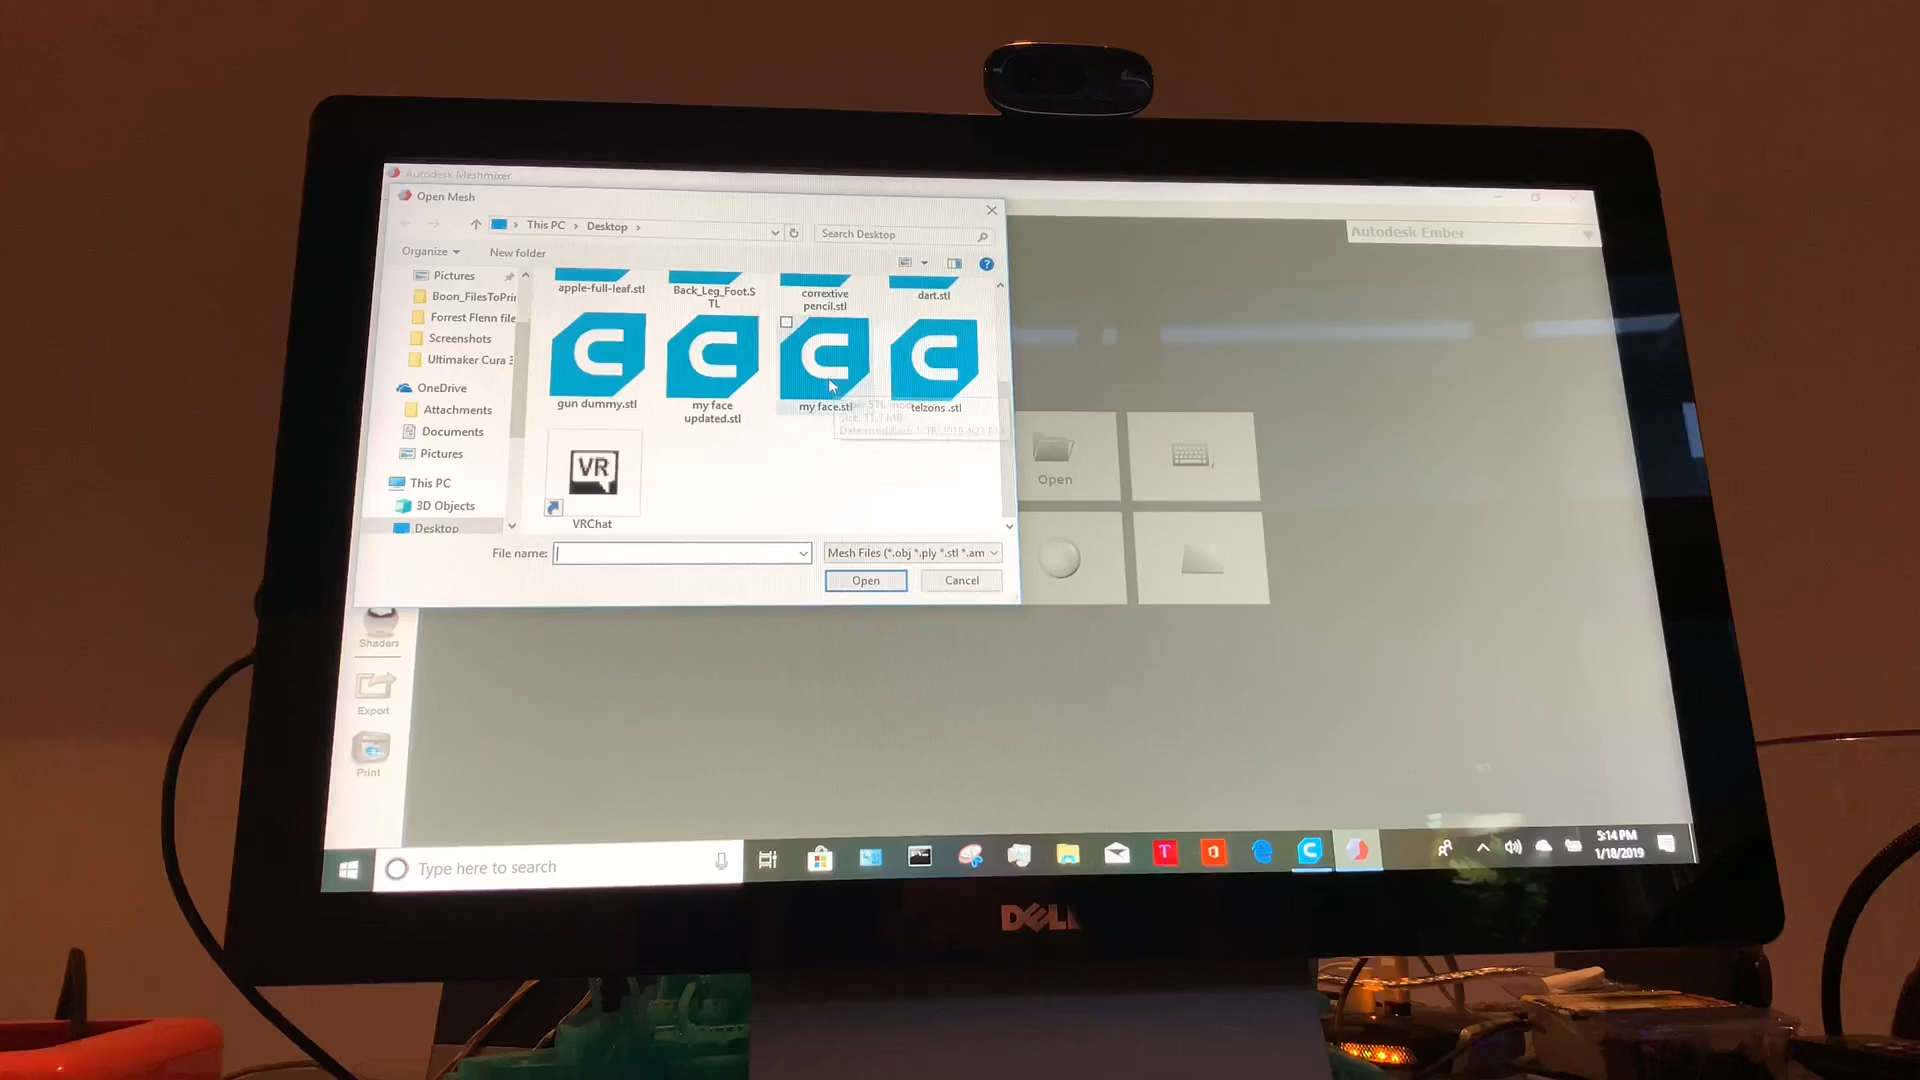 Autodesk Meshmixer
Open Mesh
This PC > Desktop >
Search Desktop
Autodesk Ember
Organize
New folder
Pictures
Boon_FilesToPrin
Forrest Flenn file
Screenshots
Ultimaker Cura 3
OneDrive
Attachments
Documents
Pictures
This PC
3D Objects
Desktop
apple-full-leaf.stl
Back_Leg_Foot.S
TL
corrextive
pencil.stl
dart.stl
gun dummy.stl
my face
updated.stl
my face.stl
telzons .stl
VR
VRChat
File name:
Mesh Files (*.obj *.ply *.stl *.am
Open
Cancel
Open
Shaders
Export
Print
Type here to search
5:14 PM
1/18/2019
DELL